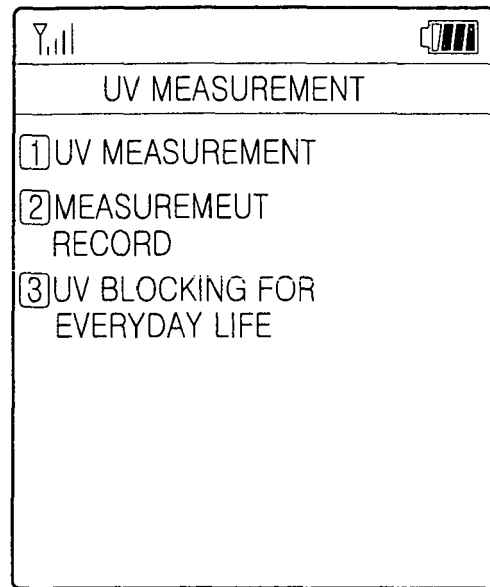 UV MEASUREMENT
1 UV MEASUREMENT
2 MEASUREMEUT
RECORD
3 UV BLOCKING FOR
EVERYDAY LIFE